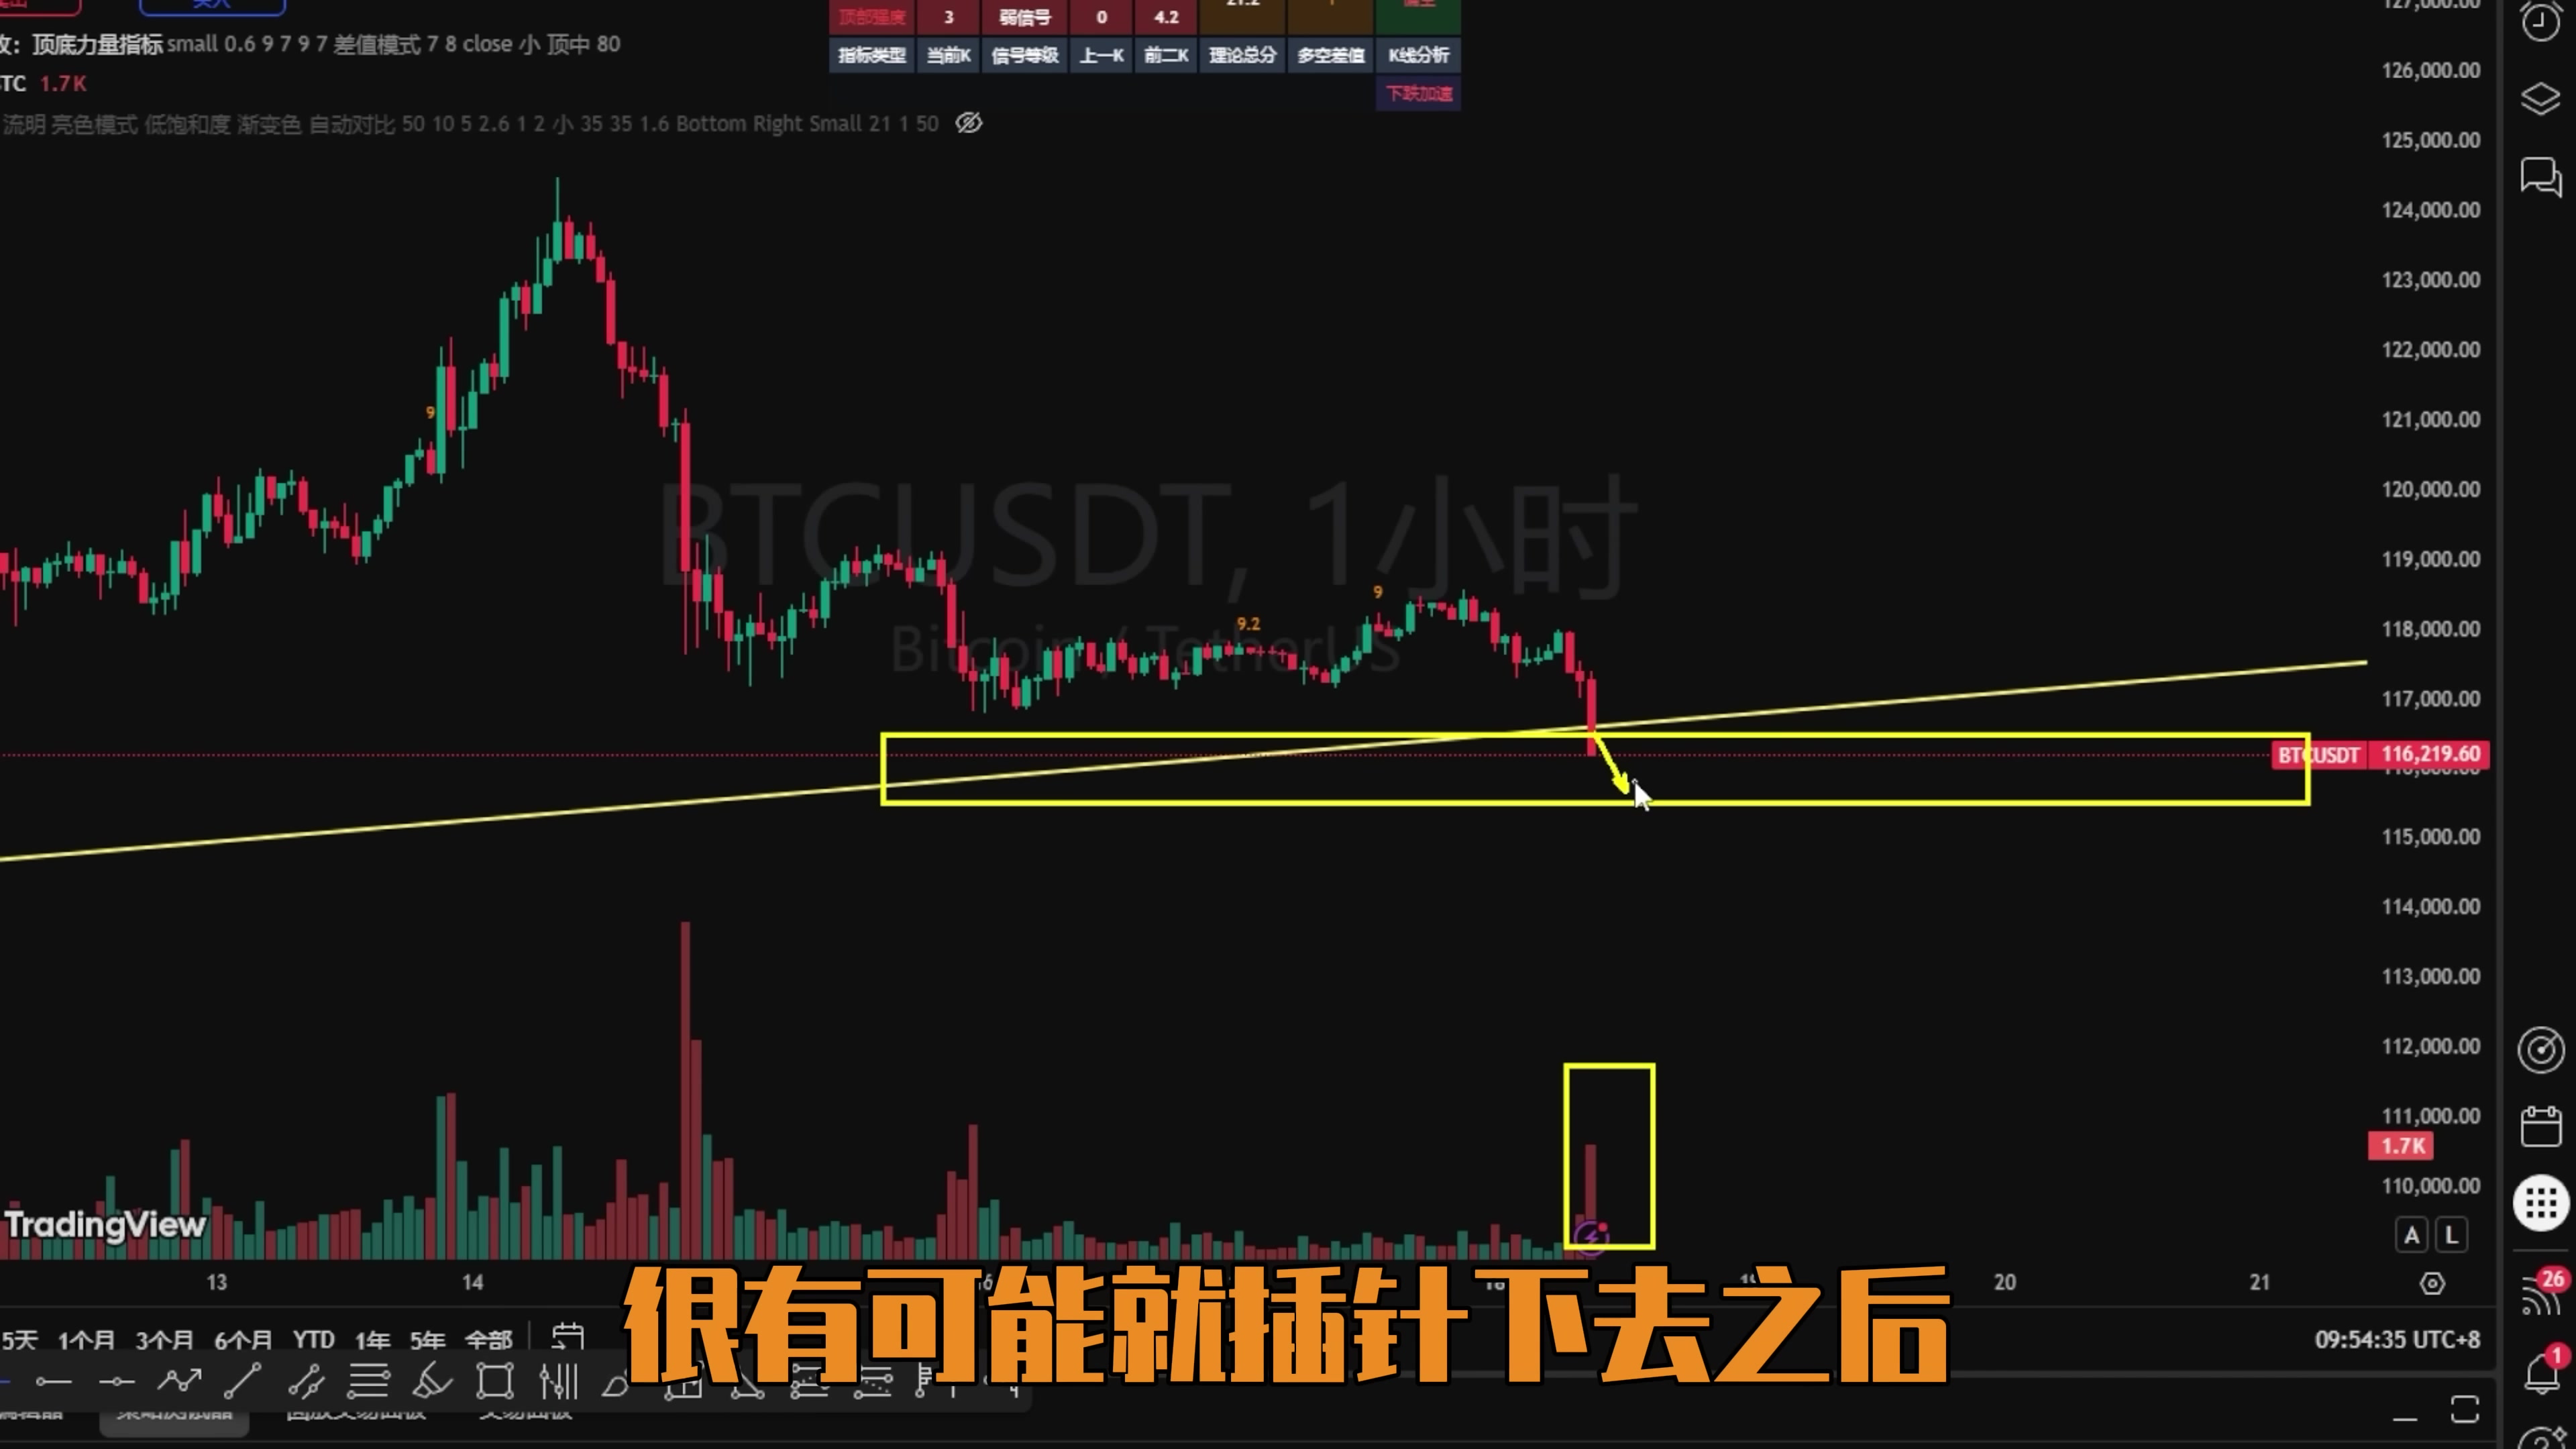 127,000.00
买入
顶部强度 3 弱信号 0 4.2 21.2
指标类型 当前K 信号等级 上一K 前二K 理论总分 多空差值 K线分析
下跌加速
顶底力量指标 small 0.6 9 7 9 7 差值模式 7 8 close 小 顶中 80
TC 1.7K
流明 亮色模式 低饱和度 渐变色 自动对比 50 10 5 2.6 1 2 小 35 35 1.6 Bottom Right Small 21 1 50
126,000.00
125,000.00
124,000.00
123,000.00
122,000.00
121,000.00
120,000.00
119,000.00
118,000.00
117,000.00
BTCUSDT 116,219.60
115,000.00
114,000.00
113,000.00
112,000.00
111,000.00
1.7K
110,000.00
9
9.2
9
BTCUSDT, 1小时
Bitcoin / TetherUS
TradingView
A L
13 14 20 21
26
1
很有可能就插针下去之后
5天 1个月 3个月 6个月 YTD 1年 5年 全部
09:54:35 UTC+8